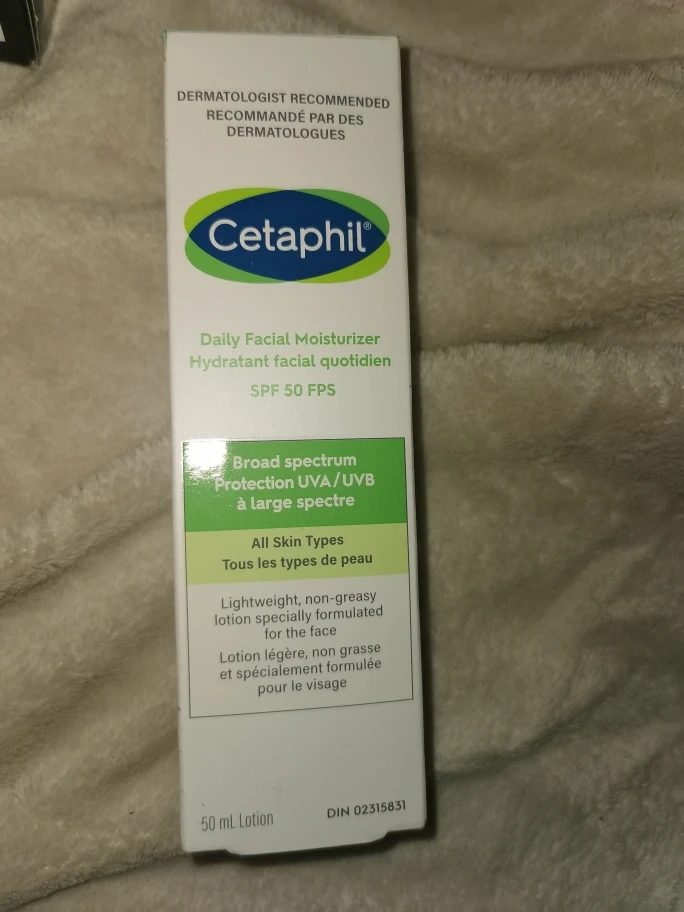 DERMATOLOGIST RECOMMENDED
RECOMMANDÉ PAR DES
DERMATOLOGUES
Cetaphil®
Daily Facial Moisturizer
Hydratant facial quotidien
SPF 50 FPS
Broad spectrum
Protection UVA/UVB
à large spectre
All Skin Types
Tous les types de peau
Lightweight, non-greasy
lotion specially formulated
for the face
Lotion légère, non grasse
et spécialement formulée
pour le visage
50 mL Lotion
DIN 02315831